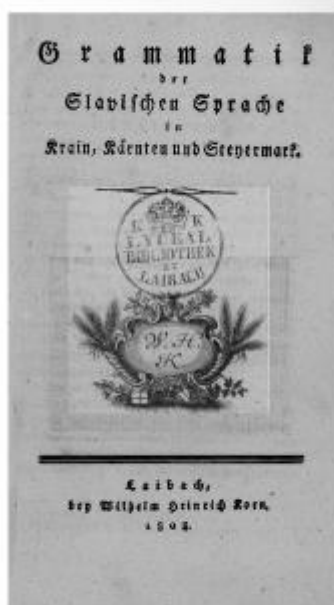 Grammatik
der
Slavischen Sprache
in
Krain, Kärnten und Steyermark.
K K
LYCEAL
BIBLIOTHEK
LAIBACH
W. H.
K
Laibach,
bey Wilhelm Heinrich Korn,
1808.